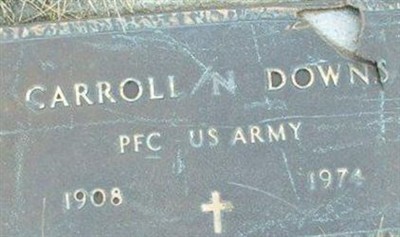 CARROLL N DOWNS
PFC US ARMY
1908 1974